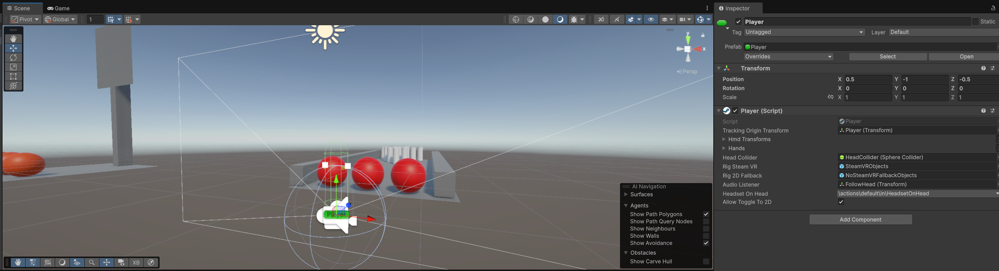 Scene
Game
Pivot
Global
1
2D
y
x
Persp
Player
AI Navigation
Surfaces
Agents
Show Path Polygons
Show Path Query Nodes
Show Neighbours
Show Walls
Show Avoidance
Obstacles
Show Carve Hull
XB
Inspector
Player
Static
Tag Untagged Layer Default
Prefab Player
Overrides Select Open
Transform
Position X 0.5 Y -1 Z -0.5
Rotation X 0 Y 0 Z 0
Scale X 1 Y 1 Z 1
Player (Script)
Script Player
Tracking Origin Transform Player (Transform)
Hmd Transforms
Hands
Head Collider HeadCollider (Sphere Collider)
Rig Steam VR SteamVRObjects
Rig 2D Fallback NoSteamVRFallbackObjects
Audio Listener FollowHead (Transform)
Headset On Head \actions\default\in\HeadsetOnHead
Allow Toggle To 2D
Add Component